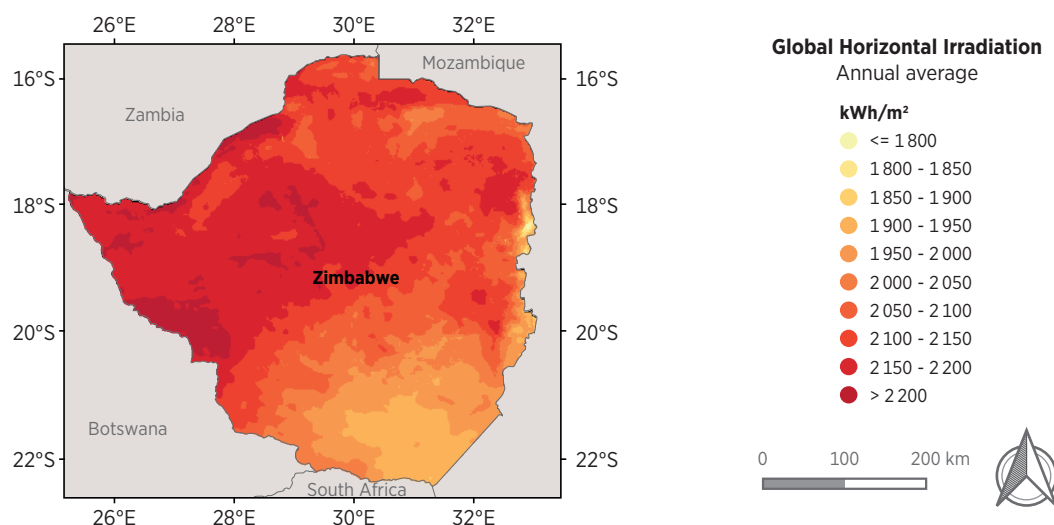 26°E 28°E 30°E 32°E
Global Horizontal Irradiation
Annual average
Mozambique
16°S 16°S
Zambia
kWh/m²
<= 1 800
1 800 - 1 850
1 850 - 1 900
18°S 18°S
1 900 - 1 950
1 950 - 2 000
Zimbabwe
2 000 - 2 050
2 050 - 2 100
20°S 20°S
2 100 - 2 150
2 150 - 2 200
> 2 200
Botswana
22°S 22°S
0 100 200 km
South Africa
26°E 28°E 30°E 32°E